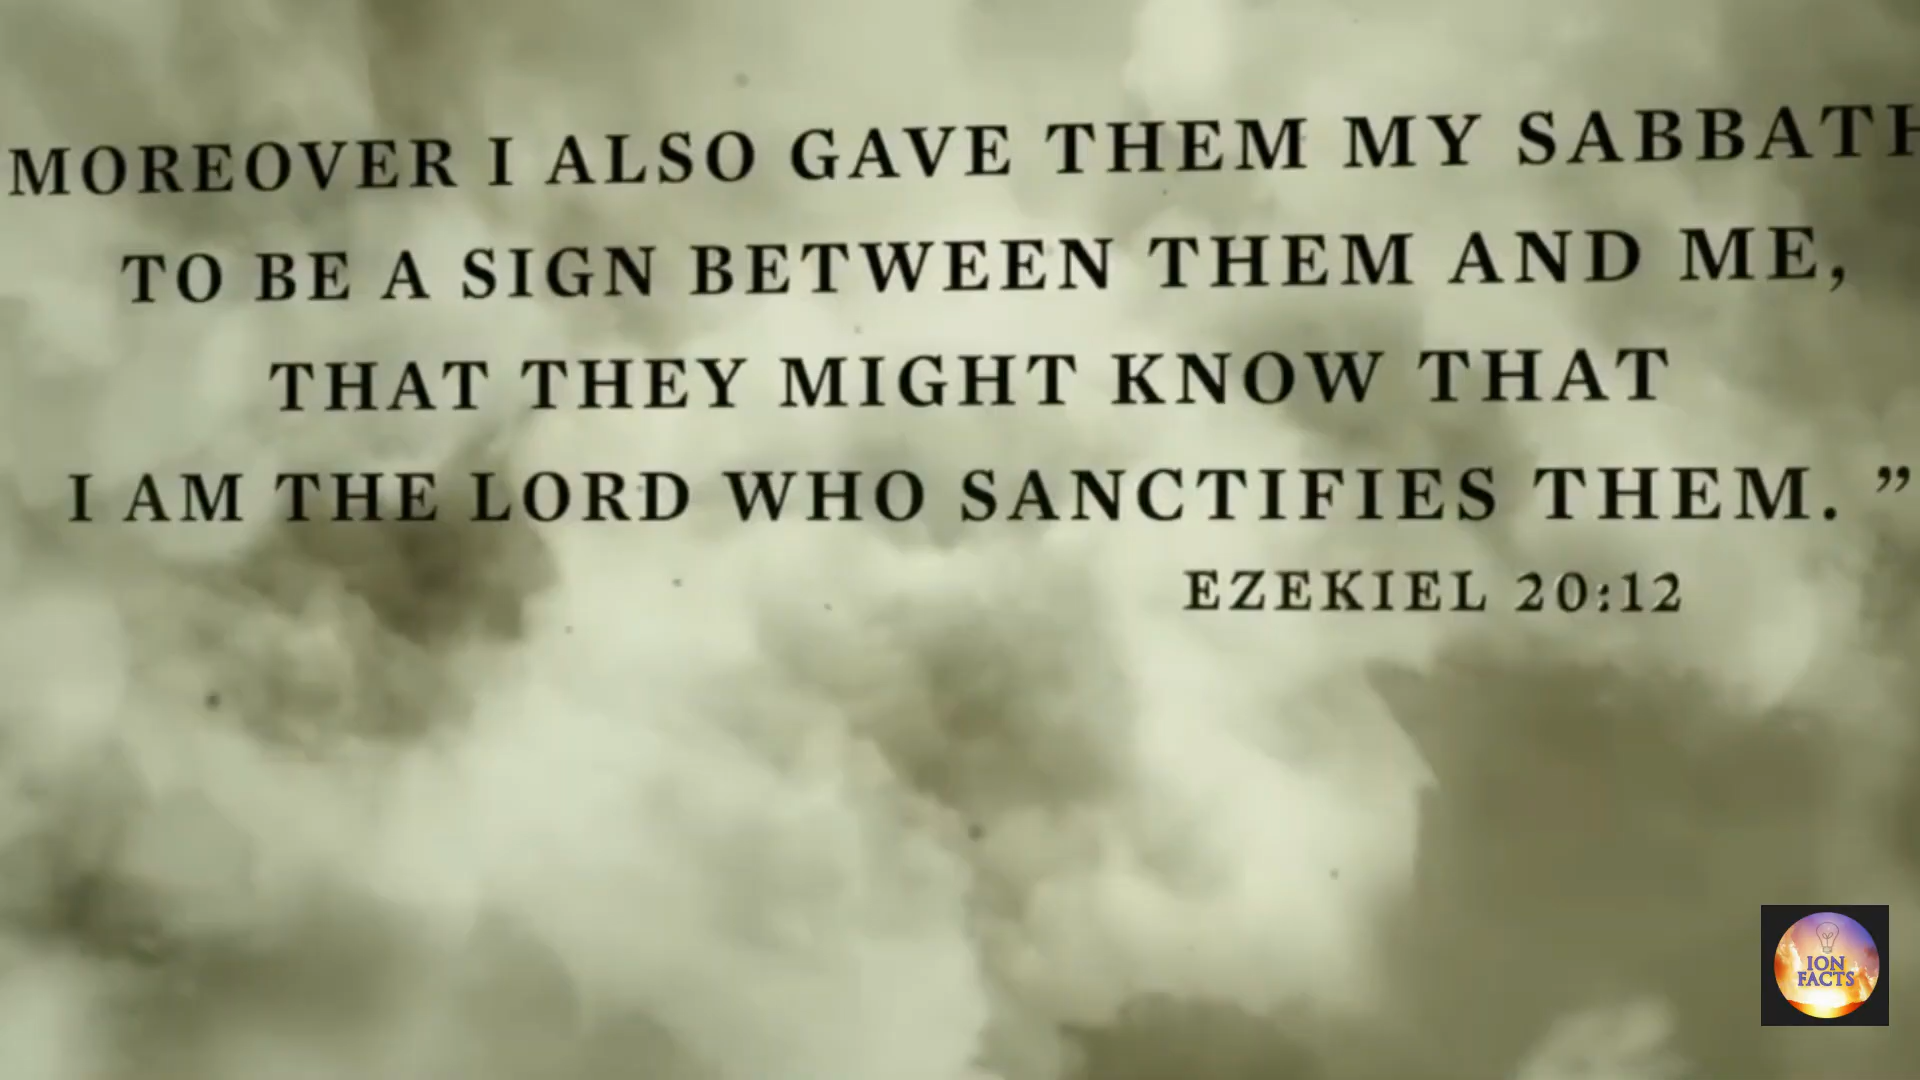 MOREOVER I ALSO GAVE THEM MY SABBATH
TO BE A SIGN BETWEEN THEM AND ME,
THAT THEY MIGHT KNOW THAT
I AM THE LORD WHO SANCTIFIES THEM. ”
EZEKIEL 20:12
ION
FACTS